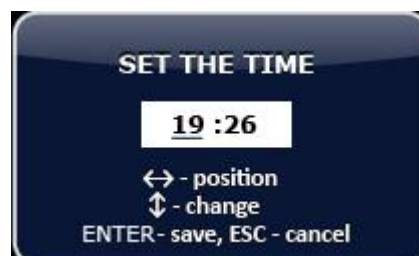 SET THE TIME
19 :26
↔ - position
↕ - change
ENTER- save, ESC - cancel